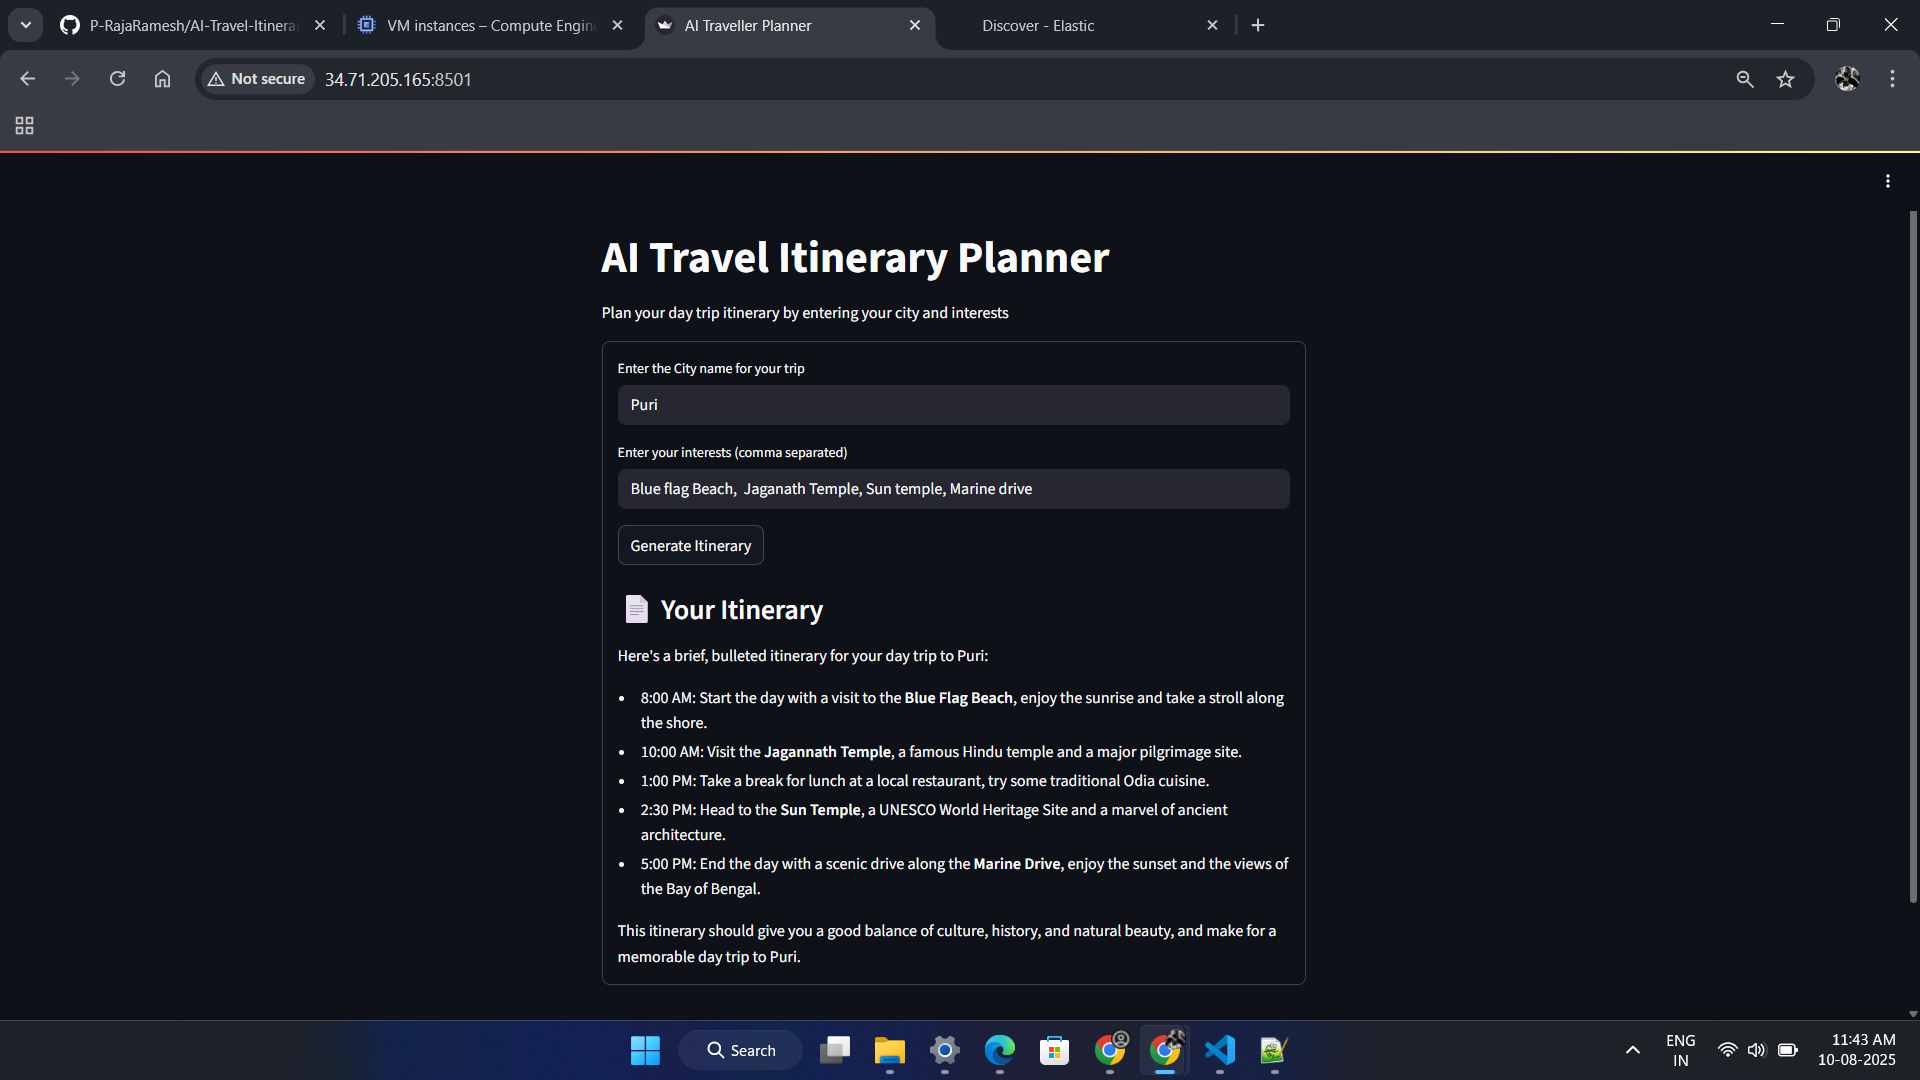 P-RajaRamesh/AI-Travel-Itinerar
VM instances – Compute Engin
AI Traveller Planner
Discover - Elastic
Not secure
34.71.205.165:8501
AI Travel Itinerary Planner
Plan your day trip itinerary by entering your city and interests
Enter the City name for your trip
Puri
Enter your interests (comma separated)
Blue flag Beach,  Jaganath Temple, Sun temple, Marine drive
Generate Itinerary
Your Itinerary
Here's a brief, bulleted itinerary for your day trip to Puri:
• 8:00 AM: Start the day with a visit to the Blue Flag Beach, enjoy the sunrise and take a stroll along
the shore.
• 10:00 AM: Visit the Jagannath Temple, a famous Hindu temple and a major pilgrimage site.
• 1:00 PM: Take a break for lunch at a local restaurant, try some traditional Odia cuisine.
• 2:30 PM: Head to the Sun Temple, a UNESCO World Heritage Site and a marvel of ancient
architecture.
• 5:00 PM: End the day with a scenic drive along the Marine Drive, enjoy the sunset and the views of
the Bay of Bengal.
This itinerary should give you a good balance of culture, history, and natural beauty, and make for a
memorable day trip to Puri.
Search
ENG
IN
11:43 AM
10-08-2025